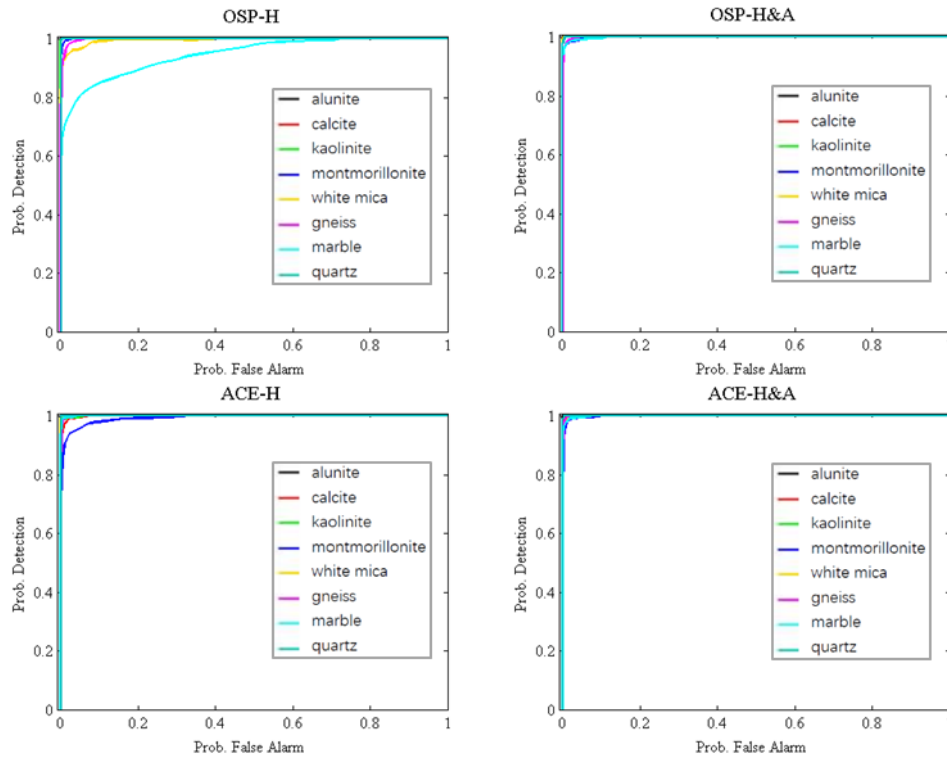 OSP-H
1
0.8
0.6
0.4
0.2
0
Prob. Detection
alunite
calcite
kaolinite
montmorillonite
white mica
gneiss
marble
quartz
0 0.2 0.4 0.6 0.8 1
Prob. False Alarm
OSP-H&A
1
0.8
0.6
0.4
0.2
0
Prob. Detection
alunite
calcite
kaolinite
montmorillonite
white mica
gneiss
marble
quartz
0 0.2 0.4 0.6 0.8
Prob. False Alarm
ACE-H
1
0.8
0.6
0.4
0.2
0
Prob. Detection
alunite
calcite
kaolinite
montmorillonite
white mica
gneiss
marble
quartz
0 0.2 0.4 0.6 0.8 1
Prob. False Alarm
ACE-H&A
1
0.8
0.6
0.4
0.2
0
Prob. Detection
alunite
calcite
kaolinite
montmorillonite
white mica
gneiss
marble
quartz
0 0.2 0.4 0.6 0.8
Prob. False Alarm